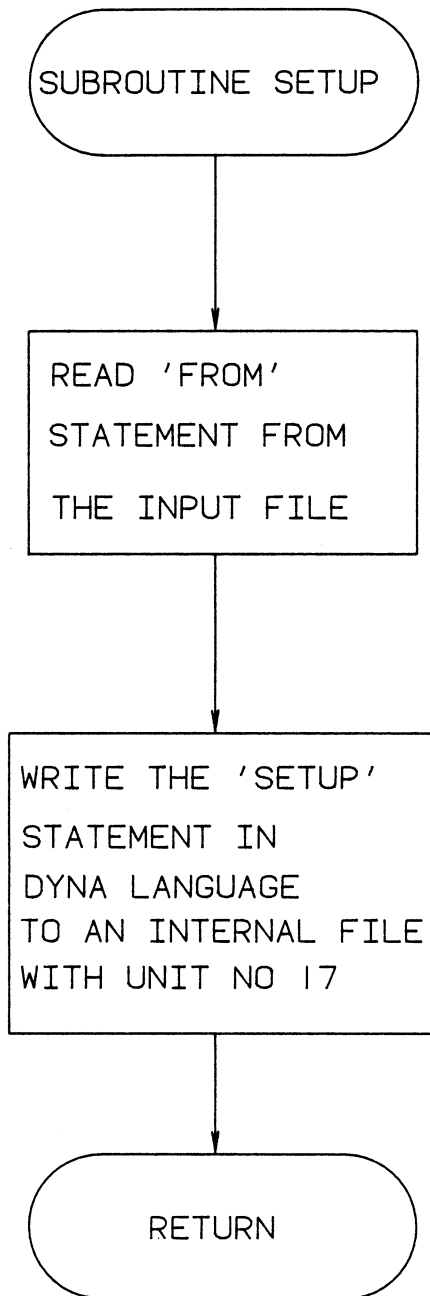 SUBROUTINE SETUP
READ 'FROM'
STATEMENT FROM
THE INPUT FILE
WRITE THE 'SETUP'
STATEMENT IN
DYNA LANGUAGE
TO AN INTERNAL FILE
WITH UNIT NO 17
RETURN